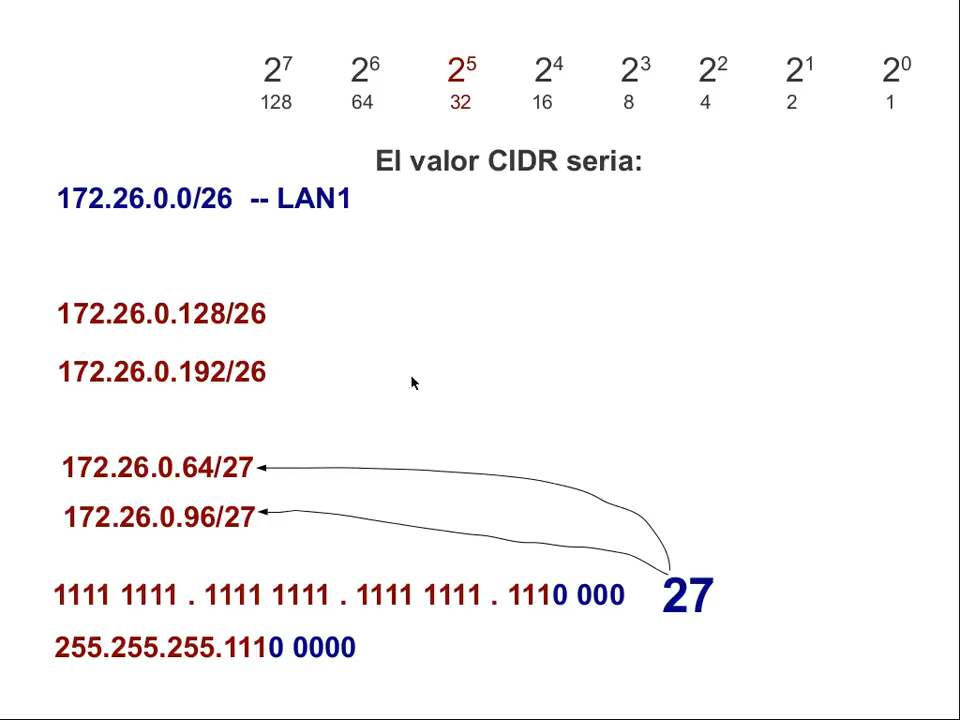 2⁷ 2⁶ 2⁵ 2⁴ 2³ 2² 2¹ 2⁰
128 64 32 16 8 4 2 1
El valor CIDR seria:
172.26.0.0/26 -- LAN1
172.26.0.128/26
172.26.0.192/26
172.26.0.64/27
172.26.0.96/27
1111 1111 . 1111 1111 . 1111 1111 . 1110 000 27
255.255.255.1110 0000